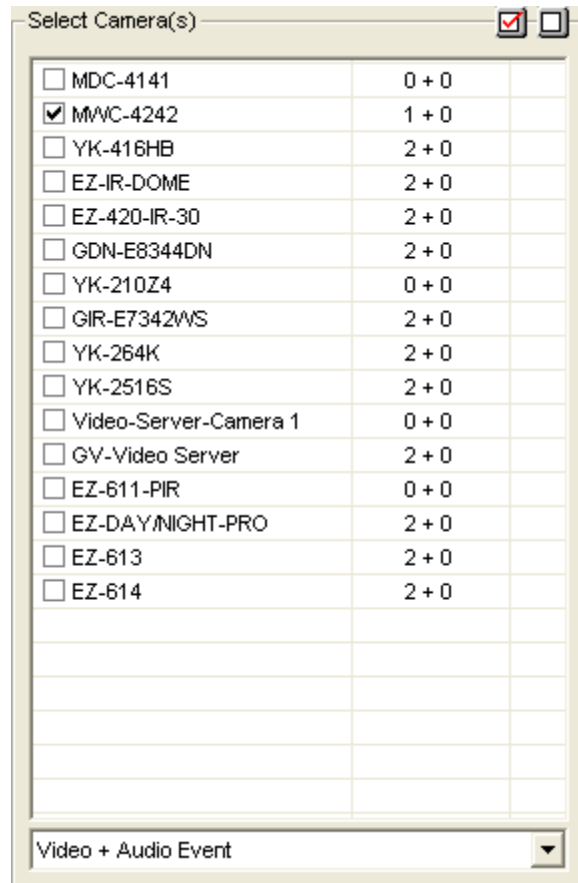 Select Camera(s)
MDC-4141 0 + 0
MWC-4242 1 + 0
YK-416HB 2 + 0
EZ-IR-DOME 2 + 0
EZ-420-IR-30 2 + 0
GDN-E8344DN 2 + 0
YK-210Z4 0 + 0
GIR-E7342WS 2 + 0
YK-264K 2 + 0
YK-2516S 2 + 0
Video-Server-Camera 1 0 + 0
GV-Video Server 2 + 0
EZ-611-PIR 0 + 0
EZ-DAY/NIGHT-PRO 2 + 0
EZ-613 2 + 0
EZ-614 2 + 0
Video + Audio Event